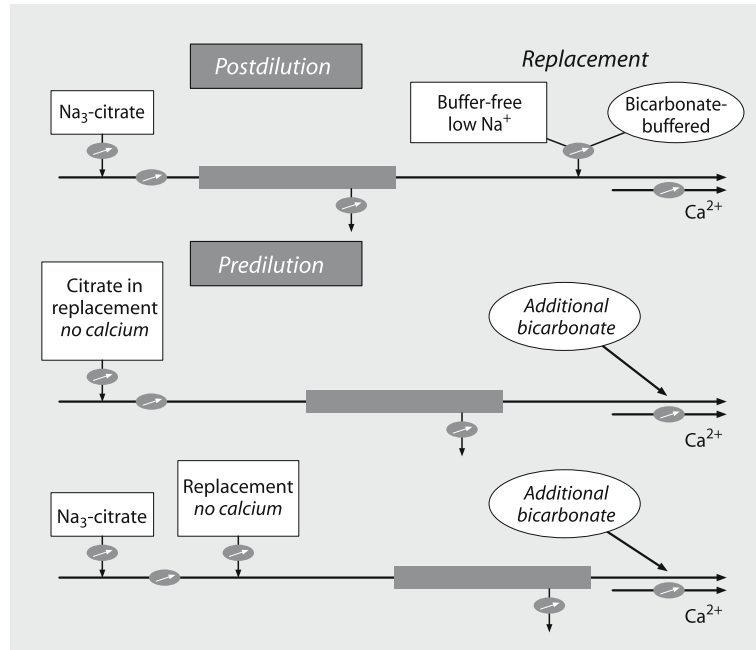 Postdilution
Replacement
Na₃-citrate
Buffer-free
low Na⁺
Bicarbonate-
buffered
Ca²⁺
Predilution
Citrate in
replacement
no calcium
Additional
bicarbonate
Ca²⁺
Na₃-citrate
Replacement
no calcium
Additional
bicarbonate
Ca²⁺